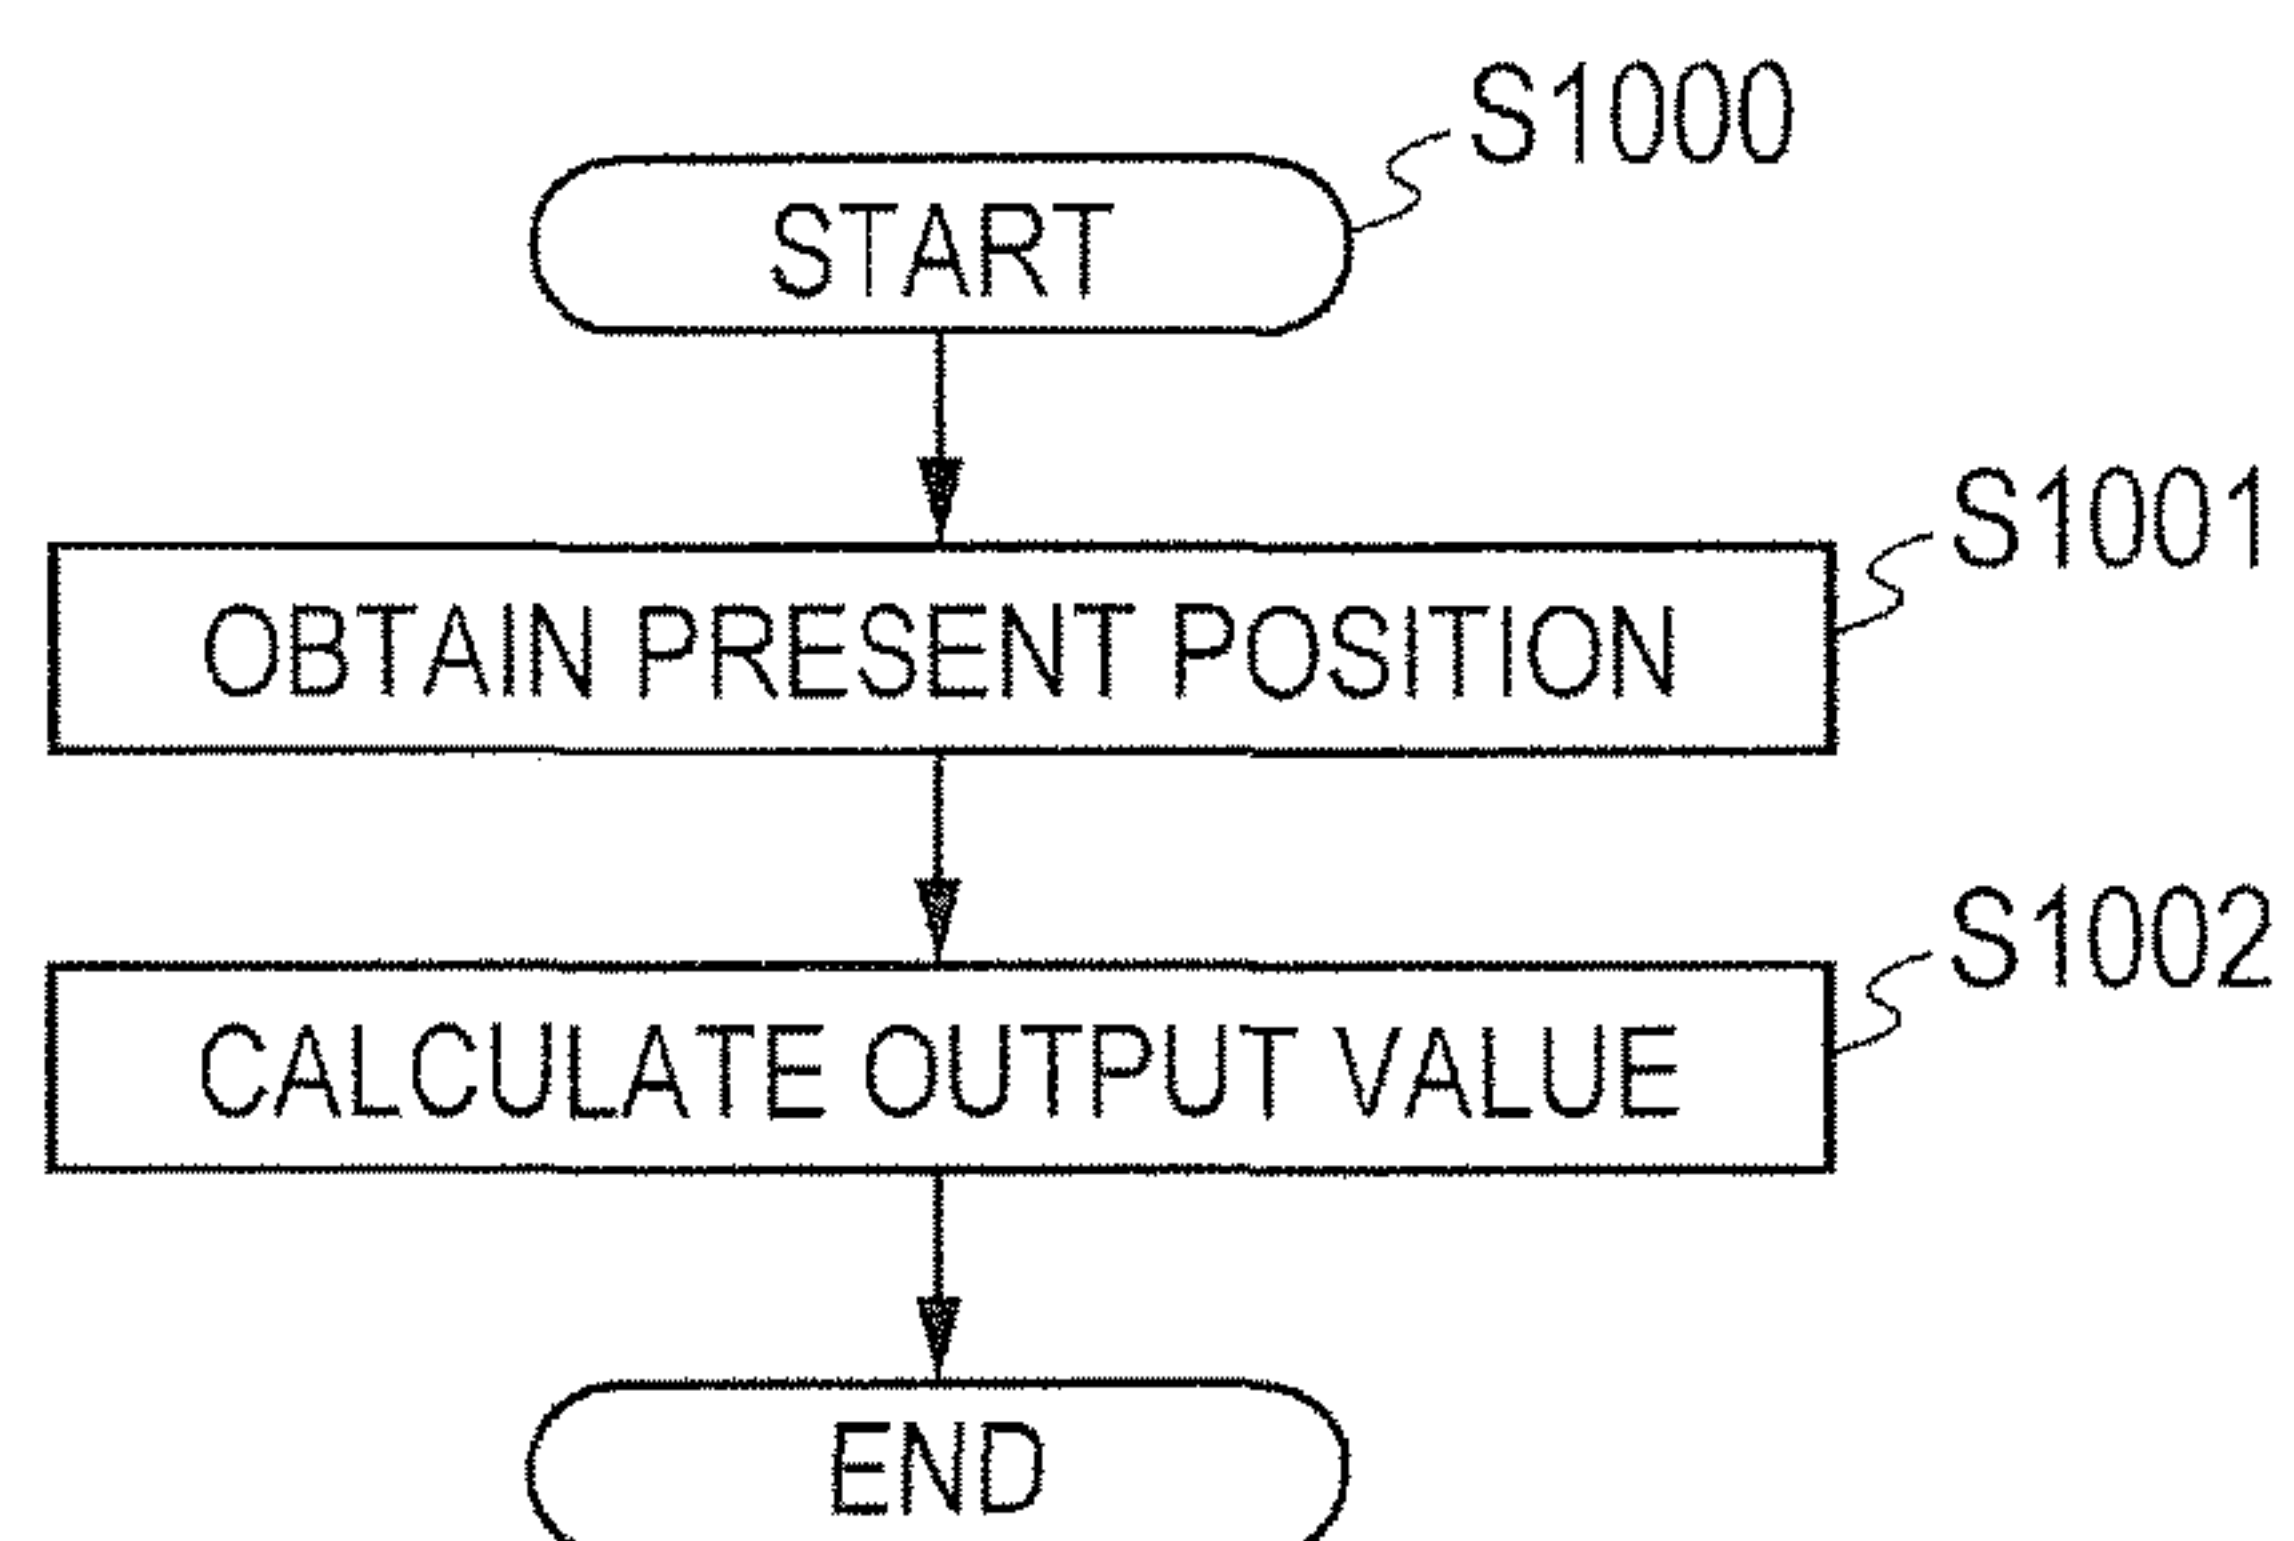 S1000
START
S1001
OBTAIN PRESENT POSITION
S1002
CALCULATE OUTPUT VALUE
END